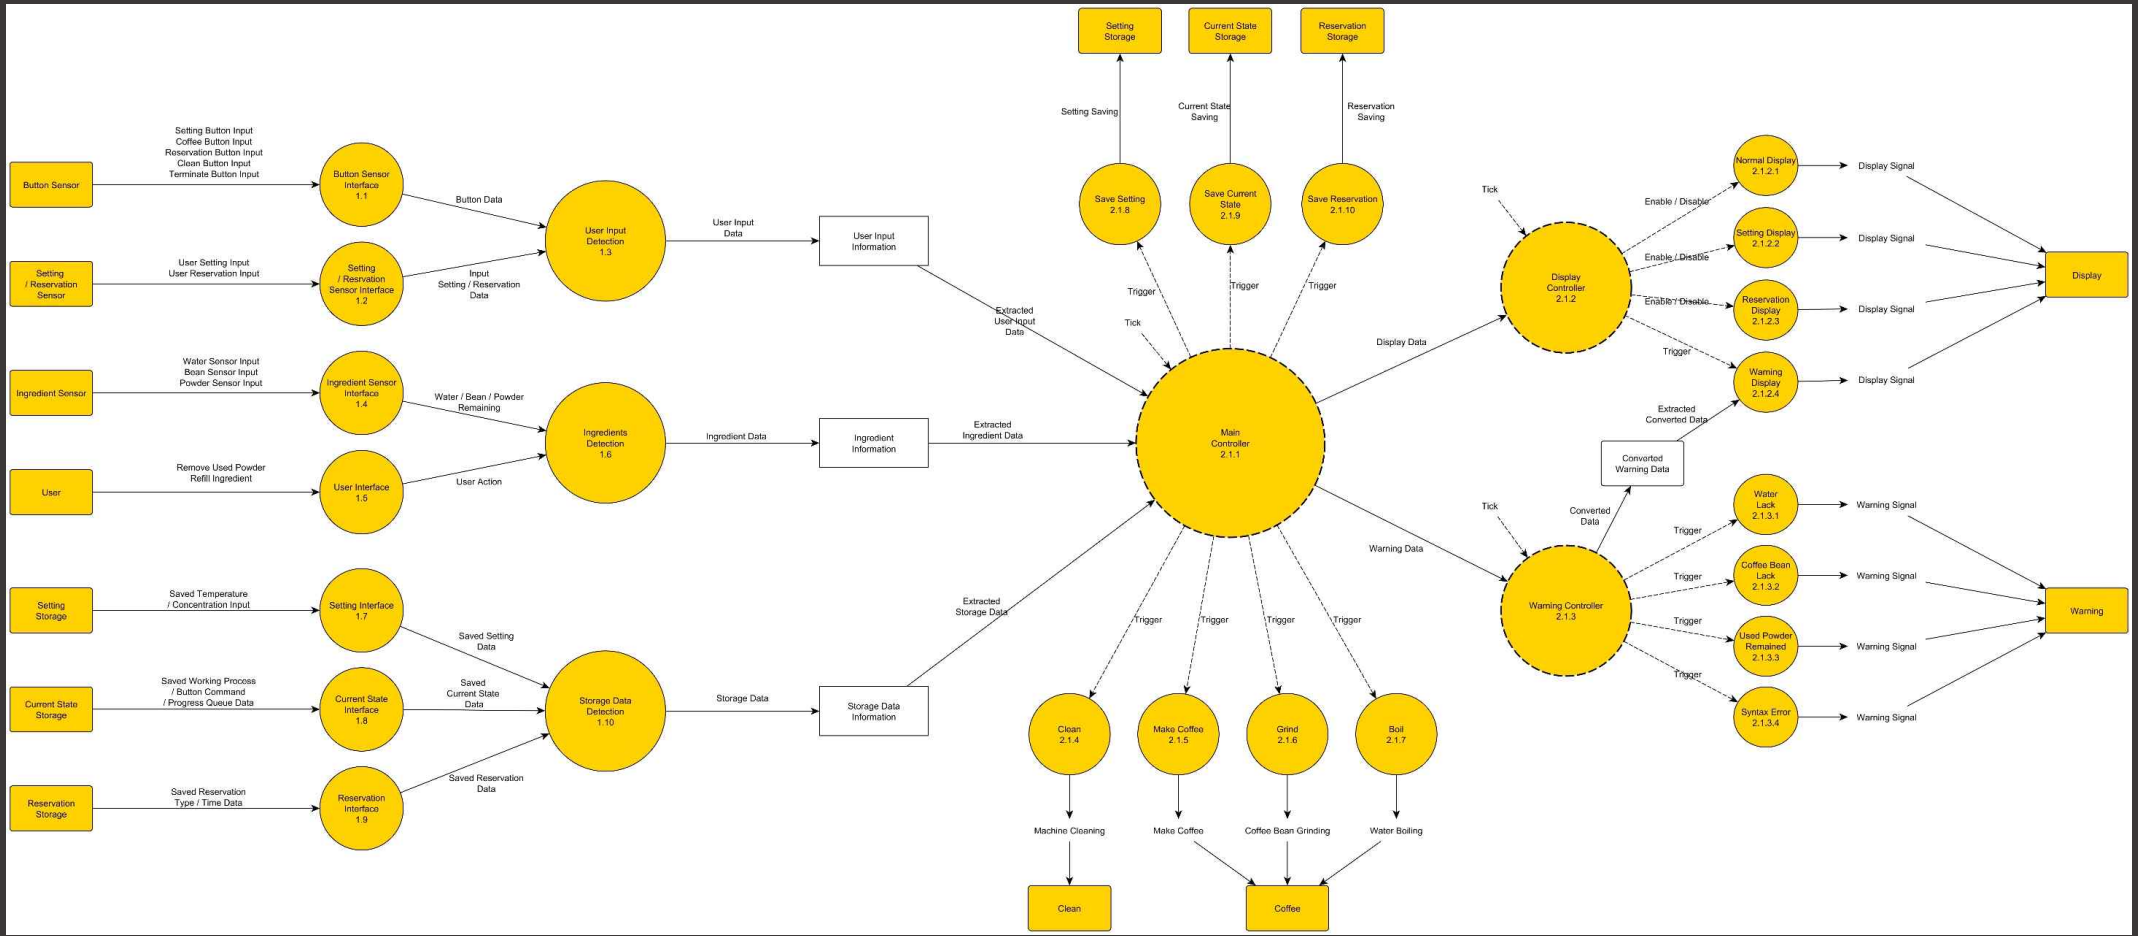 Setting
Storage
Current State
Storage
Reservation
Storage
Setting Saving
Current State
Saving
Reservation
Saving
Save Setting
2.1.8
Save Current
State
2.1.9
Save Reservation
2.1.10
Trigger
Trigger
Trigger
Tick
Button Sensor
Setting Button Input
Coffee Button Input
Reservation Button Input
Clean Button Input
Terminate Button Input
Button Sensor
Interface
1.1
Button Data
Setting
/ Reservation
Sensor
User Setting Input
User Reservation Input
Setting
/ Resrvation
Sensor Interface
1.2
Input
Setting / Reservation
Data
User Input
Detection
1.3
User Input
Data
User Input
Information
Extracted
User Input
Data
Ingredient Sensor
Water Sensor Input
Bean Sensor Input
Powder Sensor Input
Ingredient Sensor
Interface
1.4
Water / Bean / Powder
Remaining
User
Remove Used Powder
Refill Ingredient
User Interface
1.5
User Action
Ingredients
Detection
1.6
Ingredient Data
Ingredient
Information
Extracted
Ingredient Data
Setting
Storage
Saved Temperature
/ Concentration Input
Setting Interface
1.7
Saved Setting
Data
Current State
Storage
Saved Working Process
/ Button Command
/ Progress Queue Data
Current State
Interface
1.8
Saved
Current State
Data
Reservation
Storage
Saved Reservation
Type / Time Data
Reservation
Interface
1.9
Saved Reservation
Data
Storage Data
Detection
1.10
Storage Data
Storage Data
Information
Extracted
Storage Data
Main
Controller
2.1.1
Trigger
Trigger
Trigger
Trigger
Clean
2.1.4
Make Coffee
2.1.5
Grind
2.1.6
Boil
2.1.7
Machine Cleaning
Make Coffee
Coffee Bean Grinding
Water Boiling
Clean
Coffee
Display Data
Warning Data
Tick
Display
Controller
2.1.2
Enable / Disable
Enable / Disable
Enable / Disable
Trigger
Normal Display
2.1.2.1
Setting Display
2.1.2.2
Reservation
Display
2.1.2.3
Warning
Display
2.1.2.4
Display Signal
Display Signal
Display Signal
Display Signal
Display
Extracted
Converted Data
Converted
Warning Data
Converted
Data
Tick
Warning Controller
2.1.3
Trigger
Trigger
Trigger
Trigger
Water
Lack
2.1.3.1
Coffee Bean
Lack
2.1.3.2
Used Powder
Remained
2.1.3.3
Syntax Error
2.1.3.4
Warning Signal
Warning Signal
Warning Signal
Warning Signal
Warning